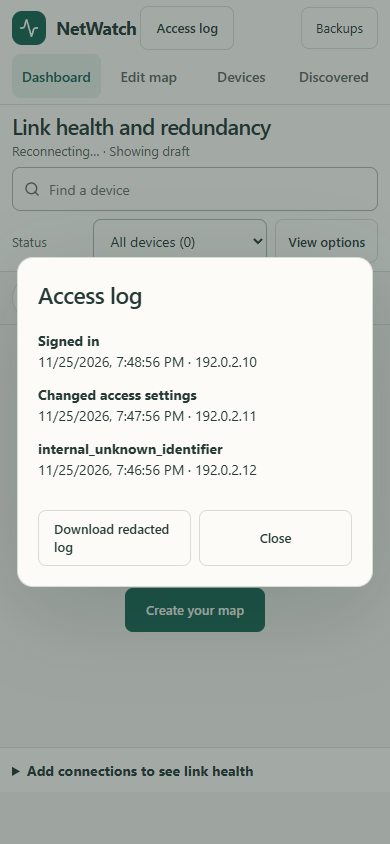 NetWatch
Access log
Backups
Dashboard
Edit map
Devices
Discovered
Link health and redundancy
Reconnecting... · Showing draft
Find a device
Status
All devices (0)
View options
Access log
Signed in
11/25/2026, 7:48:56 PM · 192.0.2.10
Changed access settings
11/25/2026, 7:47:56 PM · 192.0.2.11
internal_unknown_identifier
11/25/2026, 7:46:56 PM · 192.0.2.12
Download redacted
log
Close
Create your map
Add connections to see link health